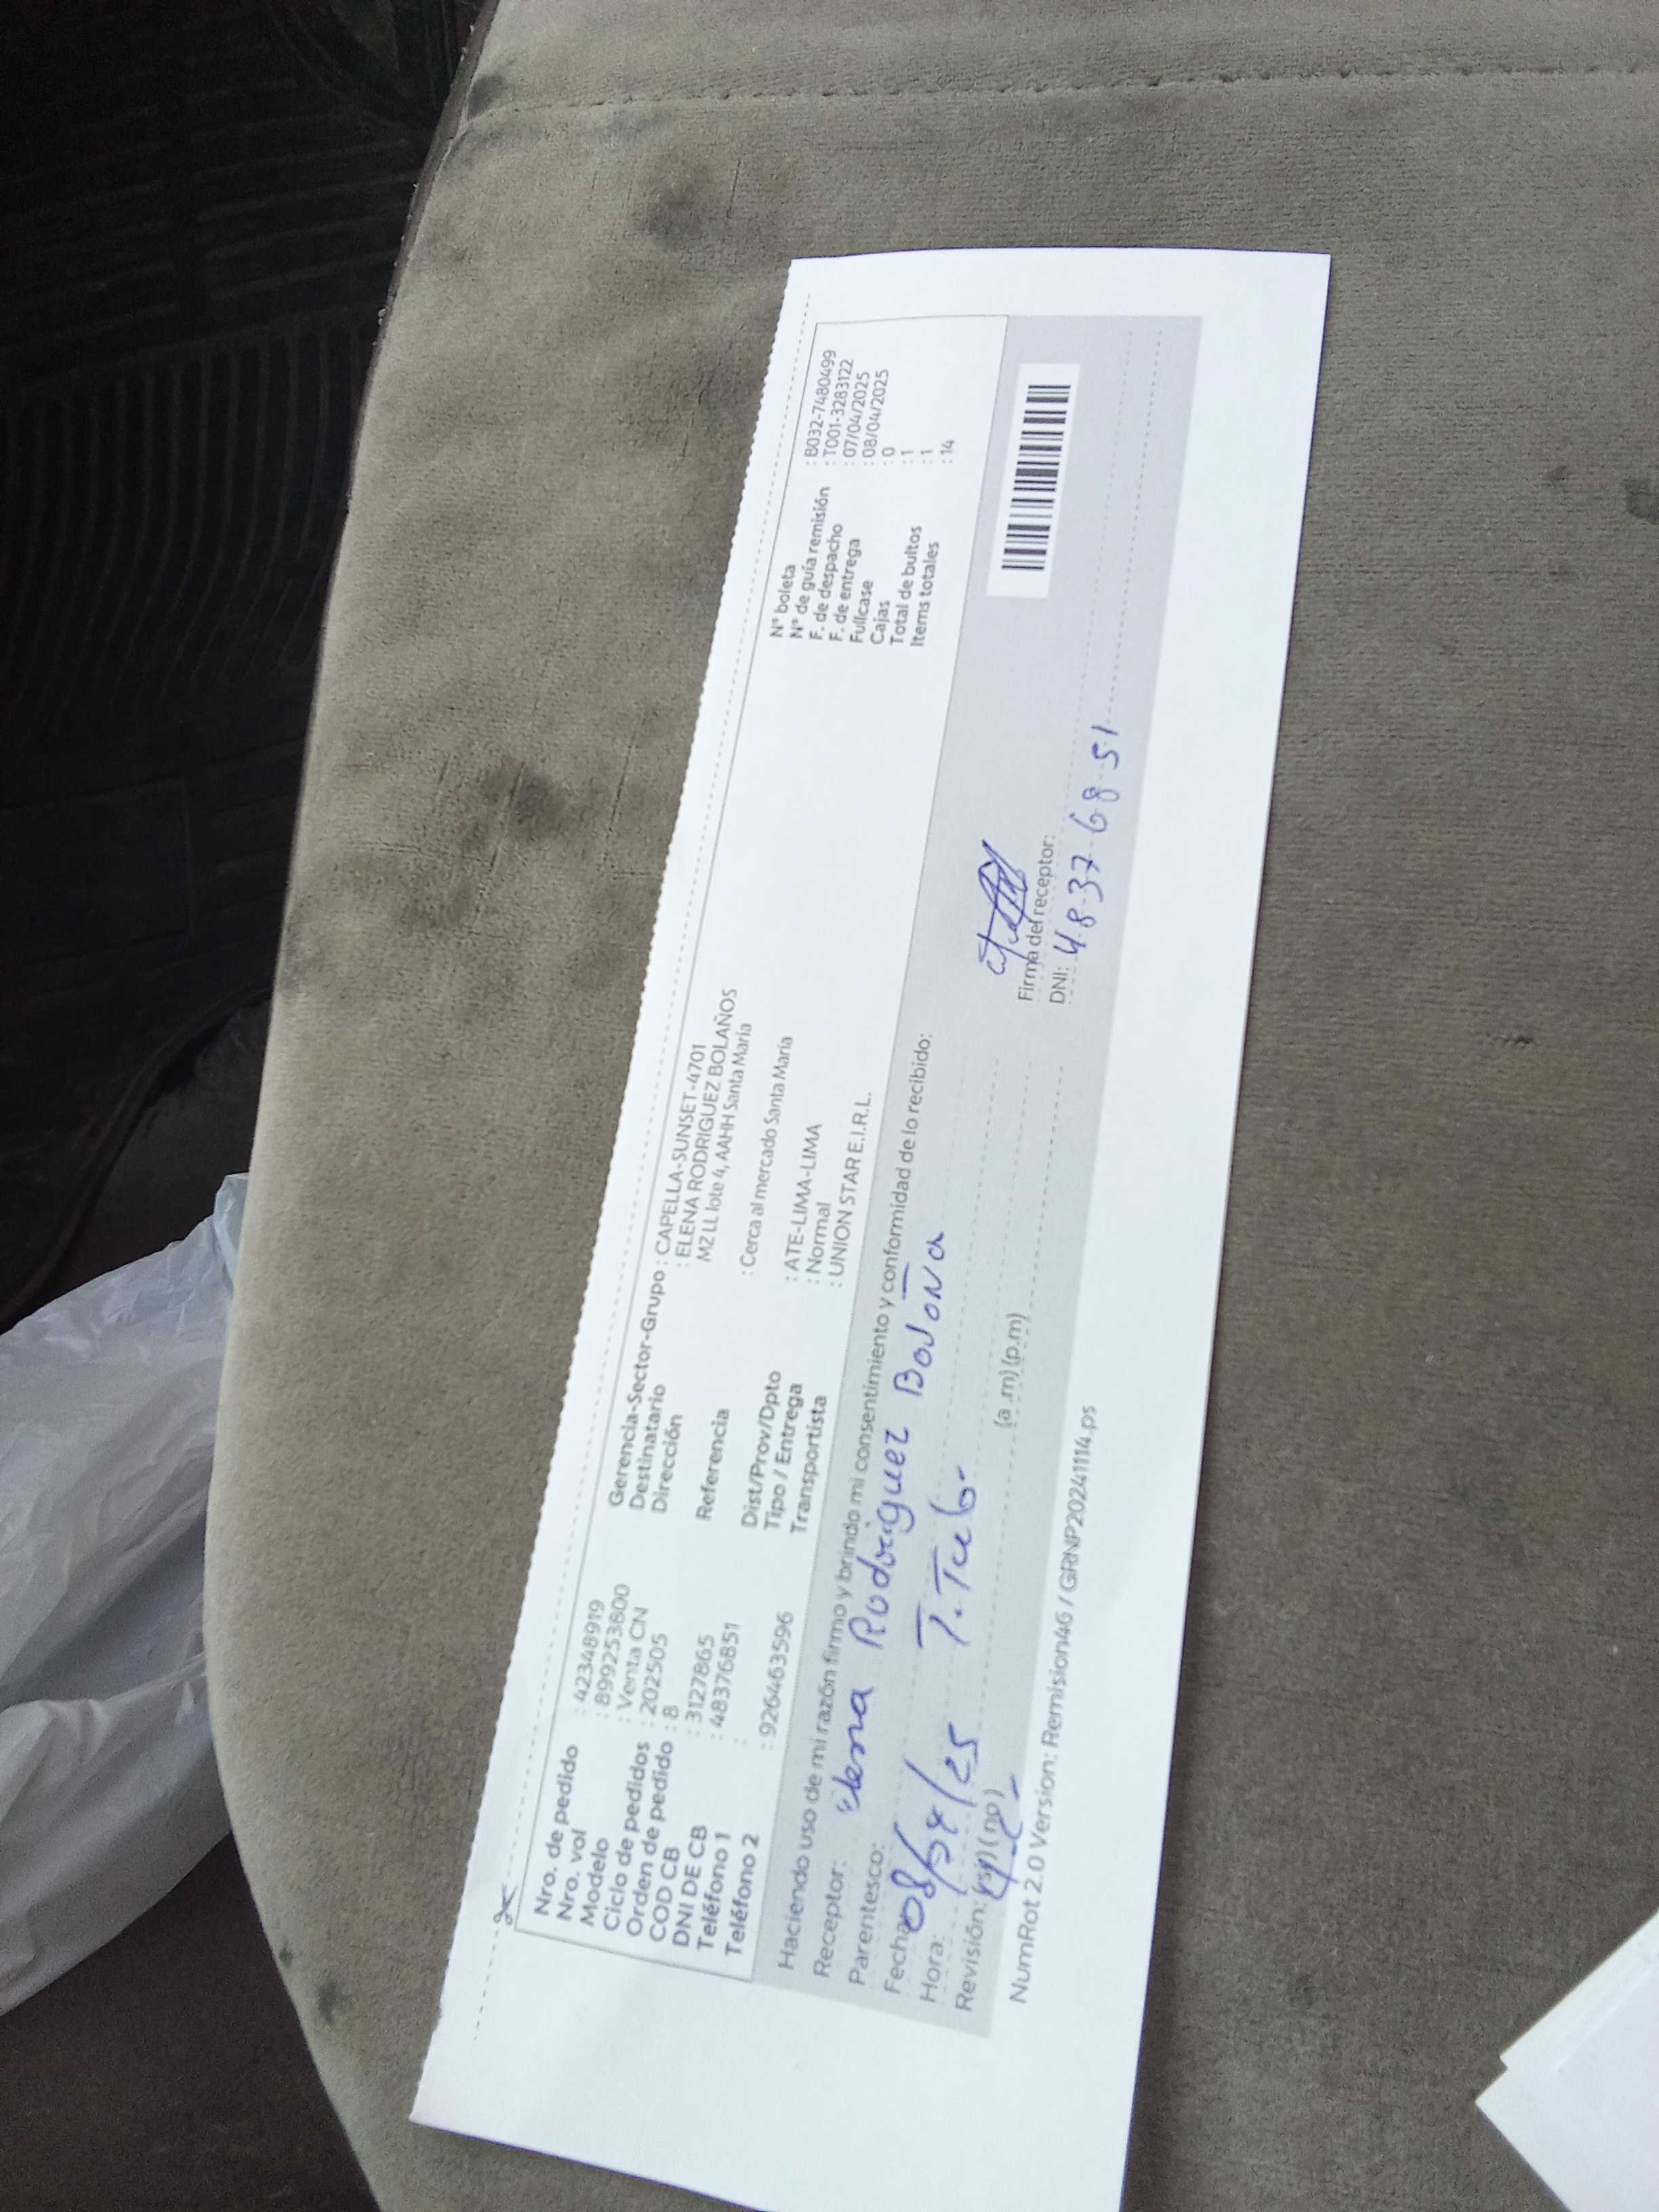 Nro. de pedido : 42348919
Nro. vol : 8992253800
Modelo : Venta CN
Ciclo de pedidos : 202505
Orden de pedido : 8
COD CB : 3127865
DNI DE CB : 48376851
Teléfono 1 :
Teléfono 2 : 926463596
Gerencia-Sector-Grupo : CAPELLA-SUNSET-4701
Destinatario : ELENA RODRIGUEZ BOLAÑOS
Dirección MZ LL lote 4, AAHH Santa Maria
Referencia : Cerca al mercado Santa María
Dist/Prov/Dpto : ATE-LIMA-LIMA
Tipo / Entrega : Normal
Transportista : UNION STAR E.I.R.L.
N° boleta : B032-7480499
N° de guía remisión : T001-3283122
F. de despacho : 07/04/2025
F. de entrega : 08/04/2025
Fullcase : 0
Cajas : 1
Total de bultos : 1
Items totales : 14
Haciendo uso de mi razón firmo y brindo mi consentimiento y conformidad de lo recibido:
Receptor: Elena Rodriguez
Parentesco:
Fecha: 08/04/25
Hora: (a.m) (p.m)
Revisión: (si) (no)
Firma del receptor:
DNI: 48376851
NumRot 2.0 Version: Remision46 / GRNP20241114.ps